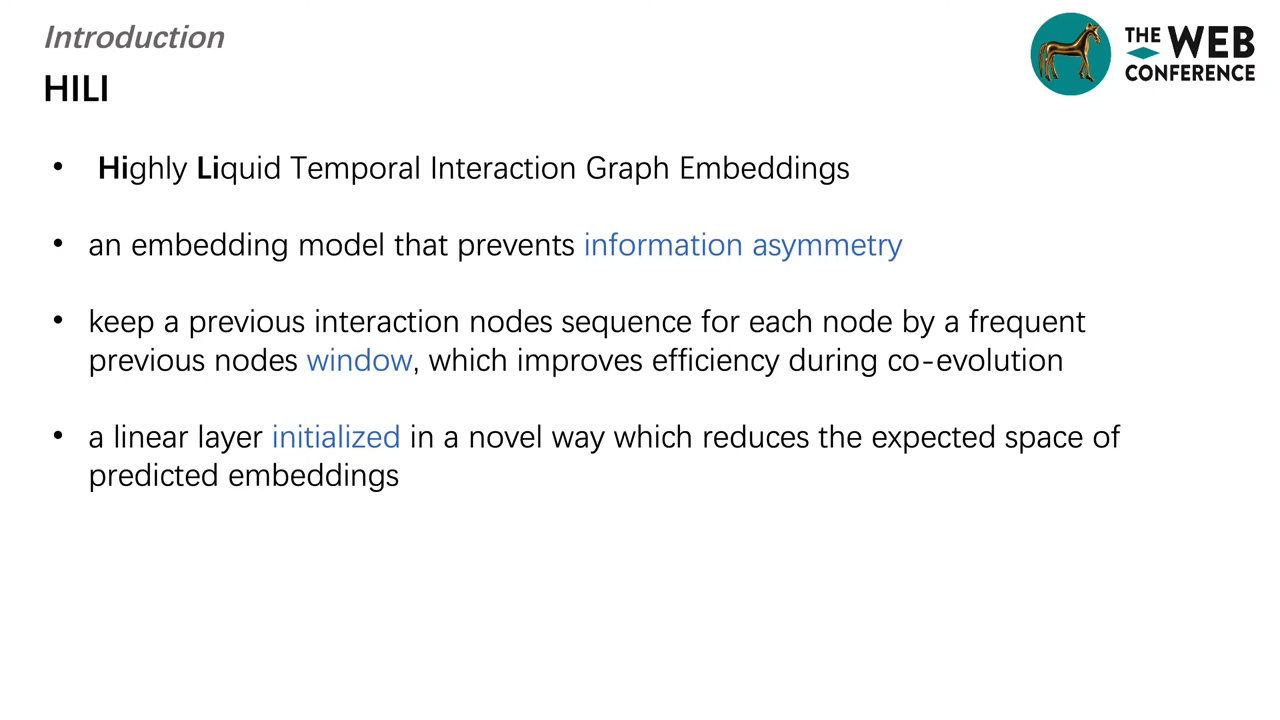 Introduction
HILI
THE WEB
CONFERENCE
• Highly Liquid Temporal Interaction Graph Embeddings
• an embedding model that prevents information asymmetry
• keep a previous interaction nodes sequence for each node by a frequent
previous nodes window, which improves efficiency during co-evolution
• a linear layer initialized in a novel way which reduces the expected space of
predicted embeddings